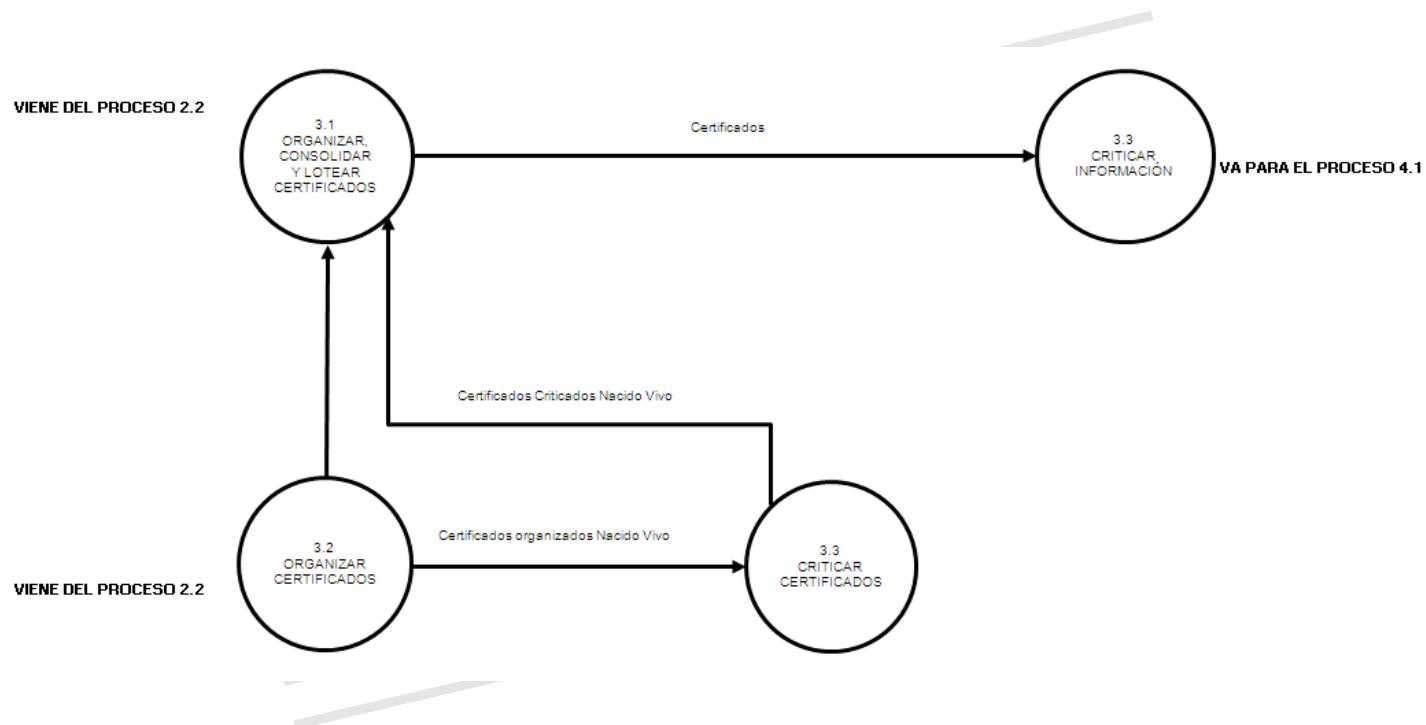 VIENE DEL PROCESO 2.2
3.1
ORGANIZAR,
CONSOLIDAR
Y LOTEAR
CERTIFICADOS
Certificados
3.3
CRITICAR
INFORMACIÓN
VA PARA EL PROCESO 4.1
Certificados Criticados Nacido Vivo
VIENE DEL PROCESO 2.2
3.2
ORGANIZAR
CERTIFICADOS
Certificados organizados Nacido Vivo
3.3
CRITICAR
CERTIFICADOS